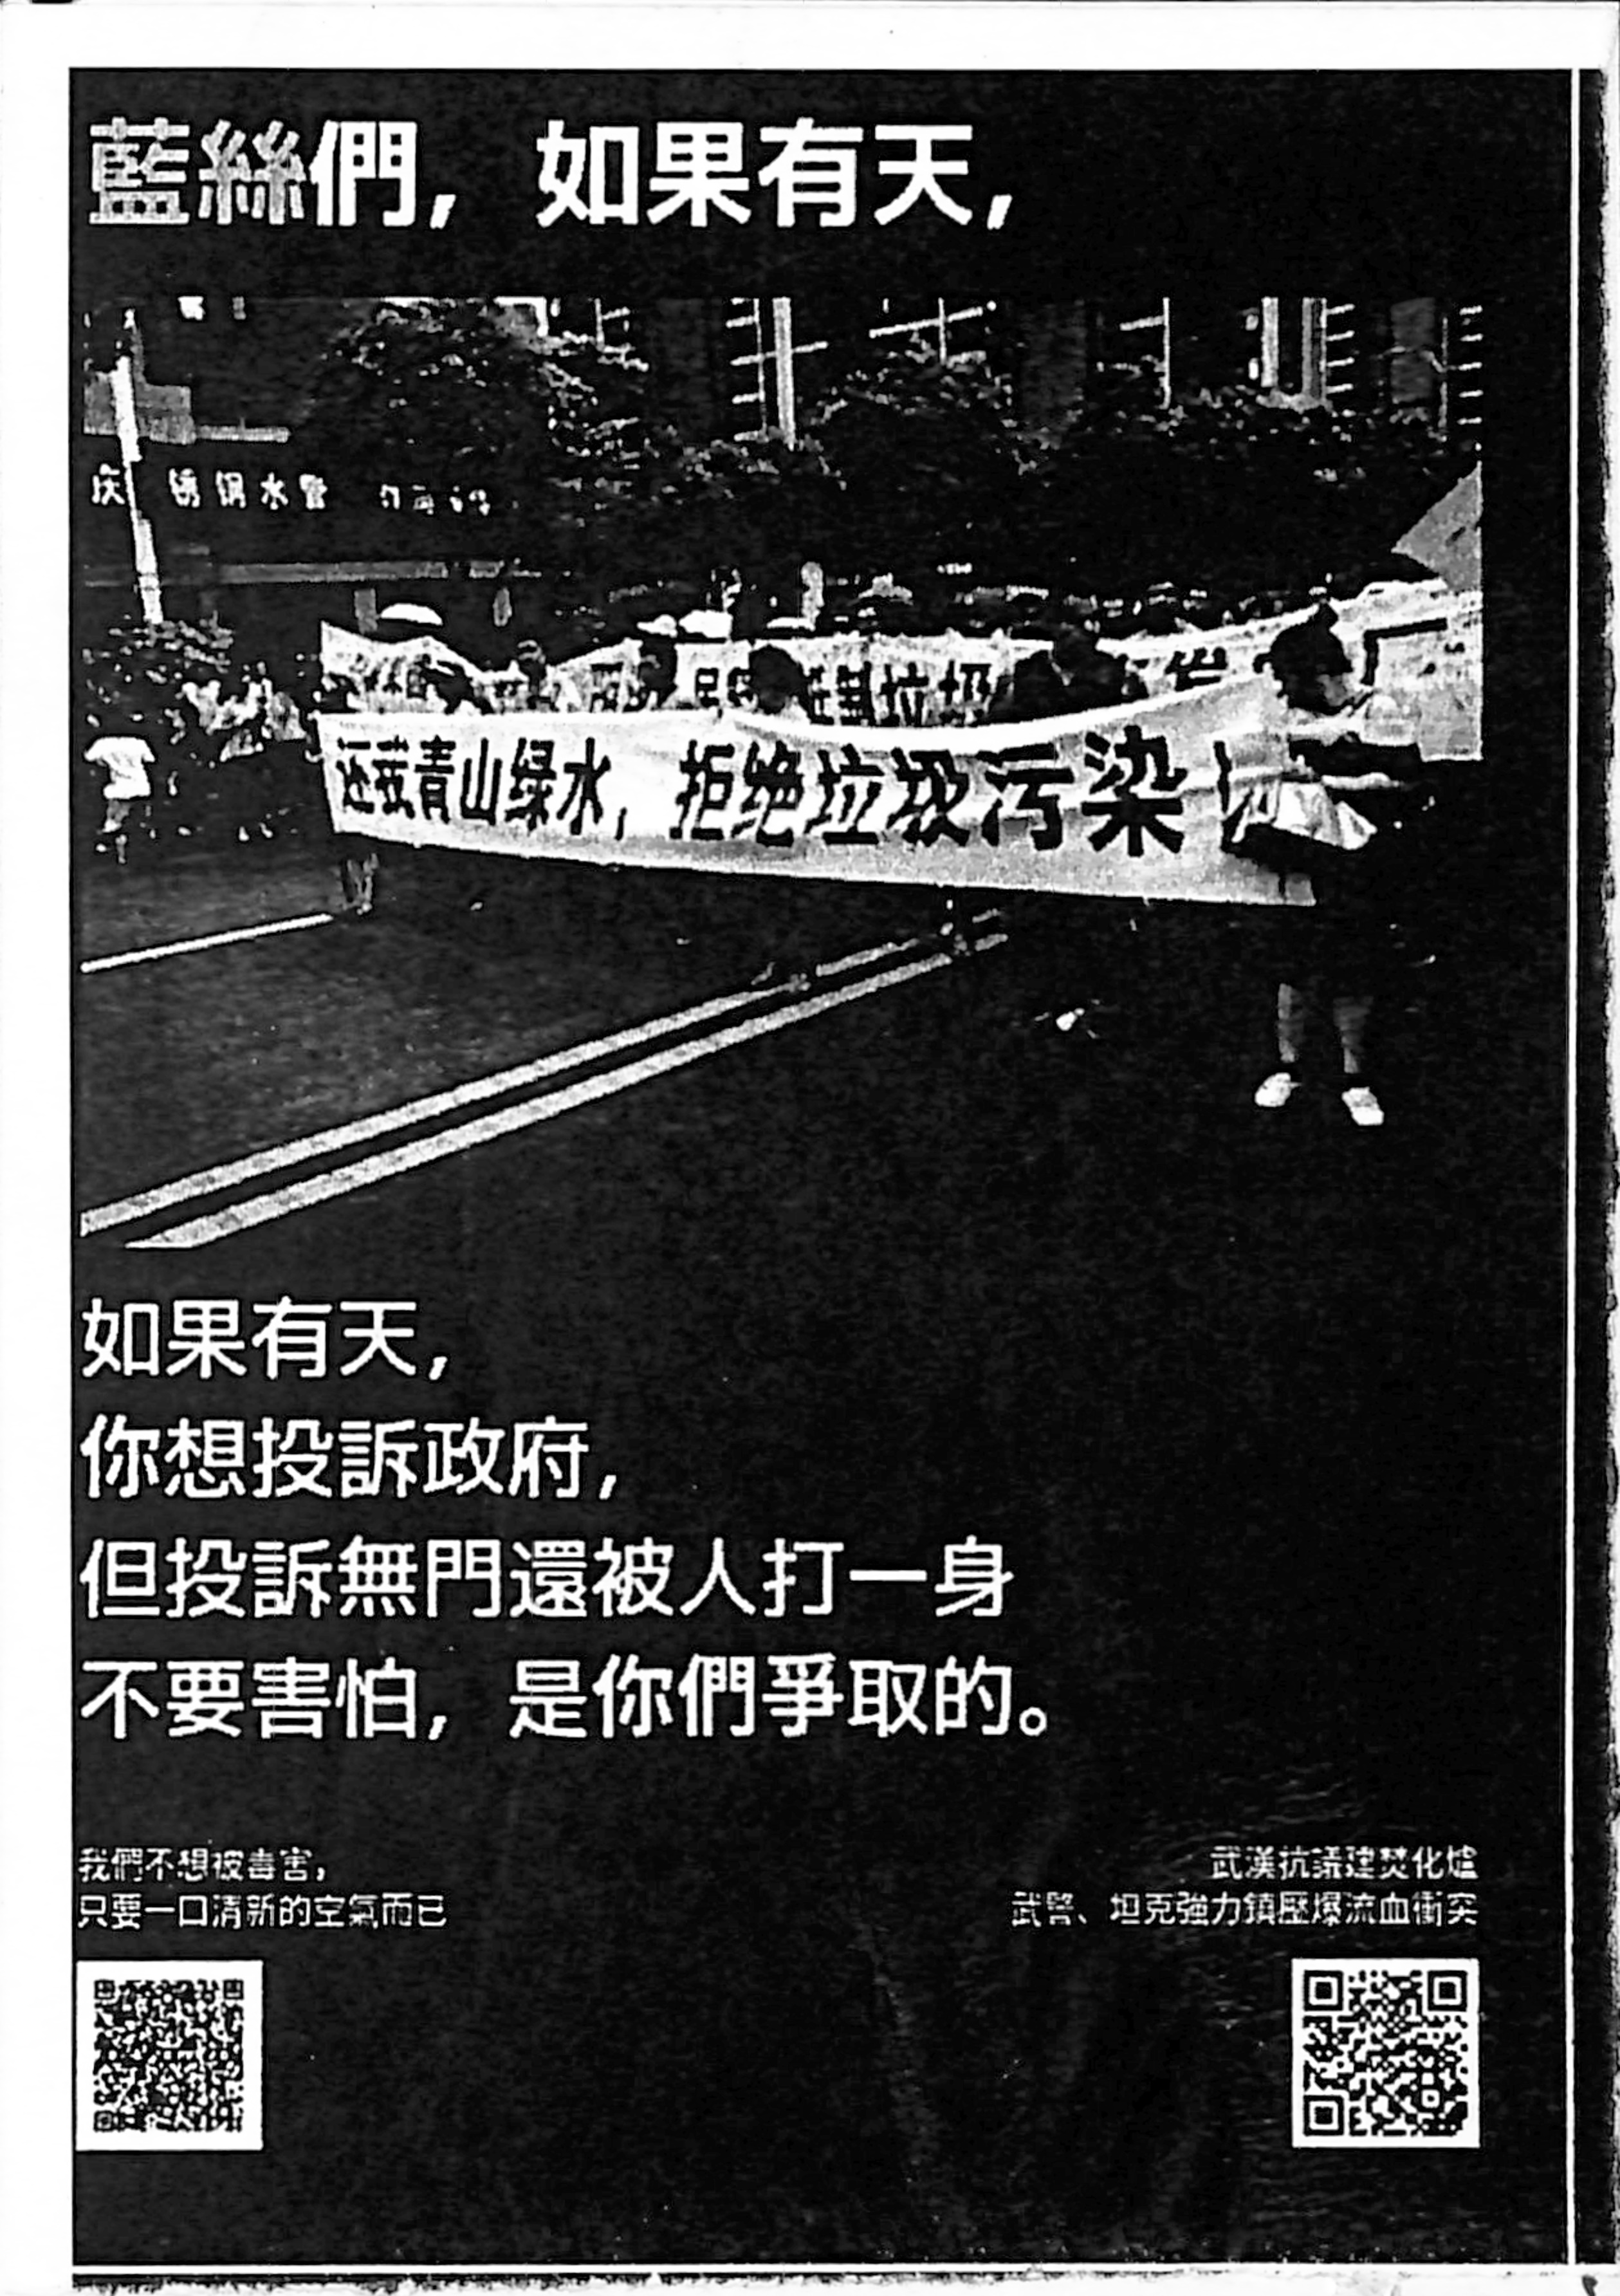 藍絲們，如果有天，
锈钢水管
垃圾
还我青山绿水，拒绝垃圾污染
如果有天，
你想投訴政府，
但投訴無門還被人打一身
不要害怕，是你們爭取的。
我們不想被毒害，
只要一口清新的空氣而已
武漢抗議建焚化爐
武警、坦克強力鎮壓爆流血衝突